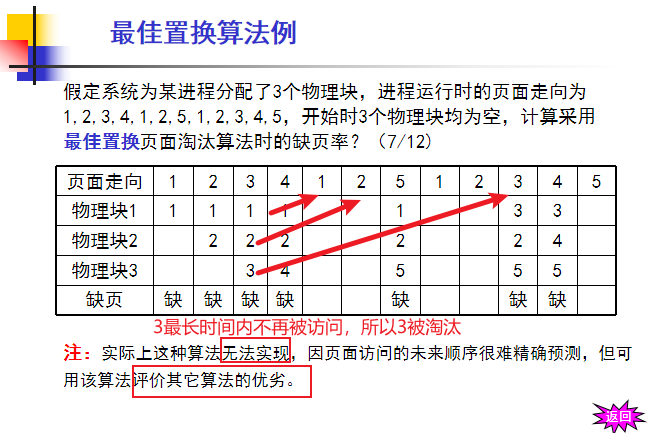 最佳置换算法例
假定系统为某进程分配了3个物理块，进程运行时的页面走向为
1,2,3,4,1,2,5,1,2,3,4,5，开始时3个物理块均为空，计算采用
最佳置换页面淘汰算法时的缺页率？（7/12）
页面走向 1 2 3 4 1 2 5 1 2 3 4 5
物理块1 1 1 1 1 1 3 3
物理块2 2 2 2 2 2 4
物理块3 3 4 5 5 5
缺页 缺 缺 缺 缺 缺 缺 缺
3最长时间内不再被访问，所以3被淘汰
注：实际上这种算法无法实现，因页面访问的未来顺序很难精确预测，但可
用该算法评价其它算法的优劣。
返回